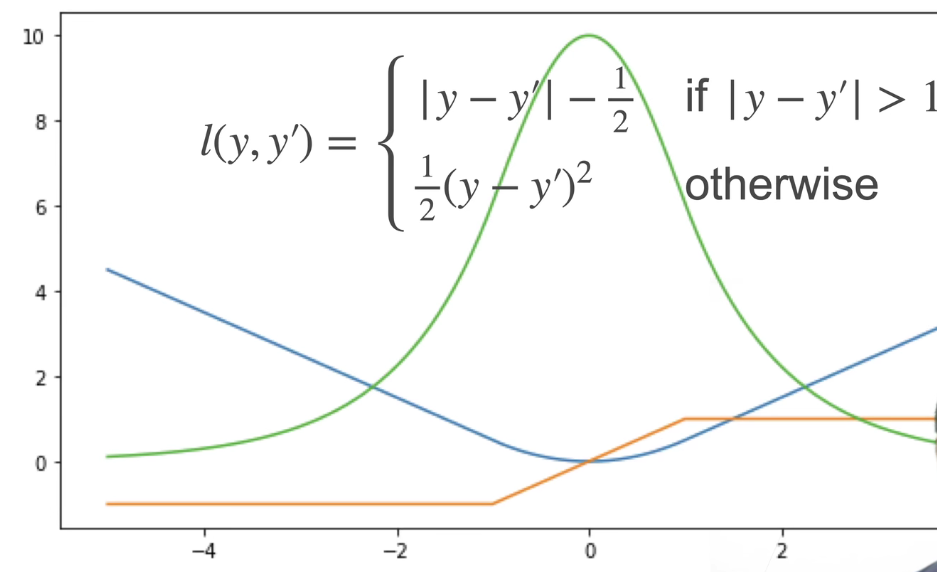 10
8
6
4
2
0
l(y, y′) = { |y − y′| − 1/2 if |y − y′| > 1
1/2(y − y′)² otherwise
−4 −2 0 2